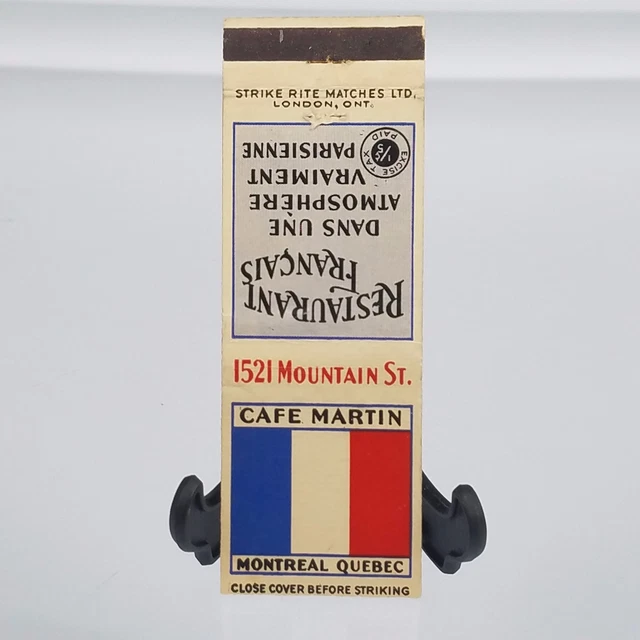 STRIKE RITE MATCHES LTD.
LONDON, ONT.
RESTAURANT
FRANÇAIS
DANS UNE
ATMOSPHÈRE
VRAIMENT
PARISIENNE
EXCISE TAX
1/5
PAID
1521 MOUNTAIN ST.
CAFE MARTIN
MONTREAL QUEBEC
CLOSE COVER BEFORE STRIKING